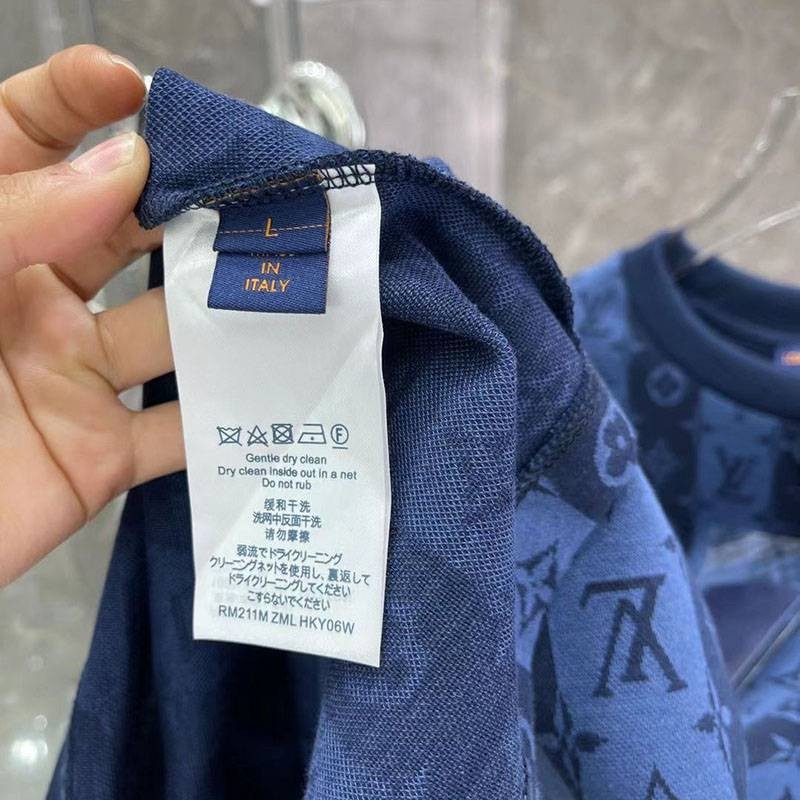 L
IN
ITALY
F
Gentle dry clean
Dry clean inside out in a net
Do not rub
缓和干洗
洗网中反面干洗
请勿摩擦
弱流でドライクリーニング
クリーニングネットを使用し、裏返して
ドライクリーニングしてください
こすらないでください
RM211M ZML HKY06W
LV